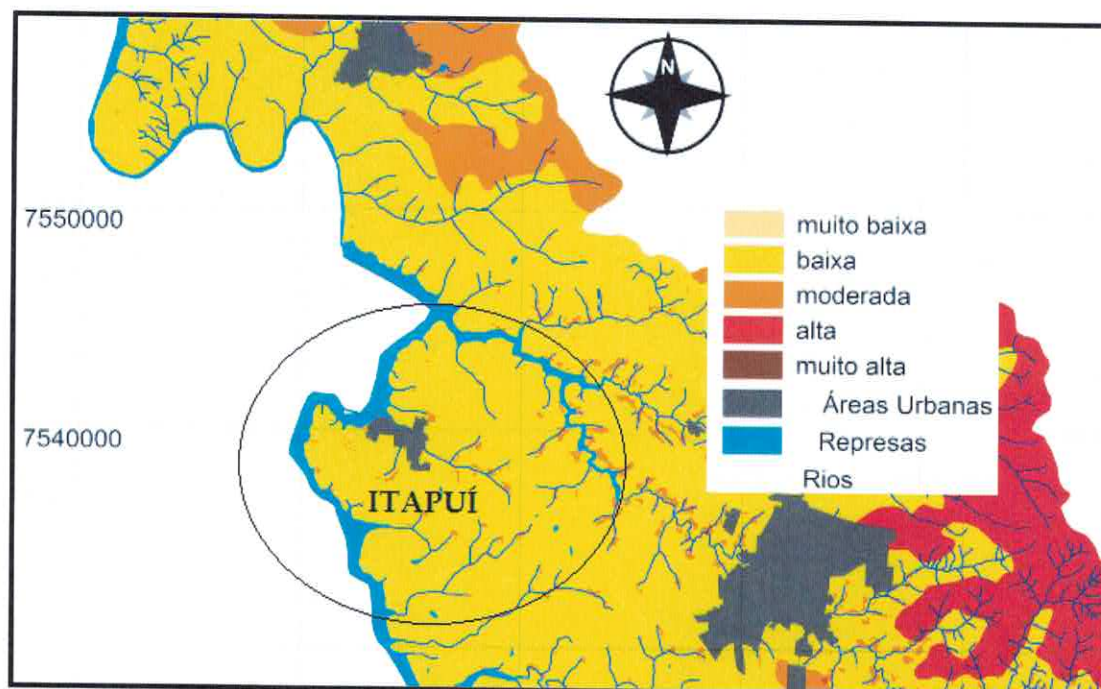 N
7550000
muito baixa
baixa
moderada
alta
muito alta
Áreas Urbanas
7540000
Represas
Rios
ITAPUÍ